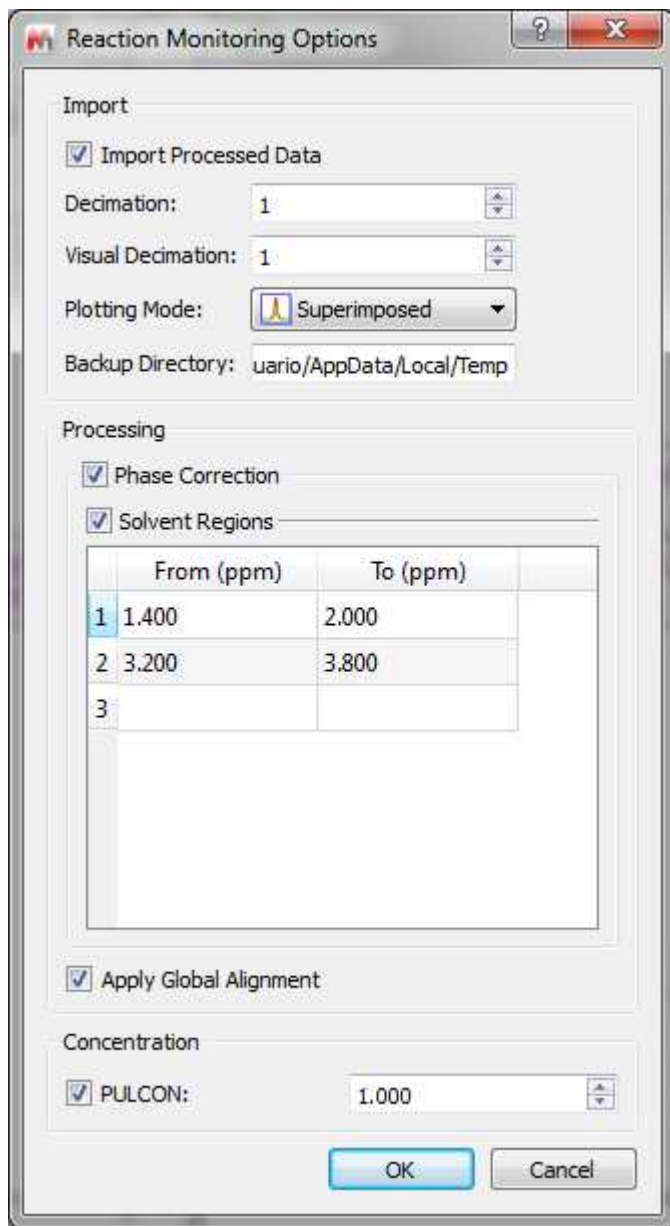 Reaction Monitoring Options
?
Import
Import Processed Data
Decimation: 1
Visual Decimation: 1
Plotting Mode: Superimposed
Backup Directory: uario/AppData/Local/Temp
Processing
Phase Correction
Solvent Regions
From (ppm) To (ppm)
1 1.400 2.000
2 3.200 3.800
3
Apply Global Alignment
Concentration
PULCON: 1.000
OK Cancel